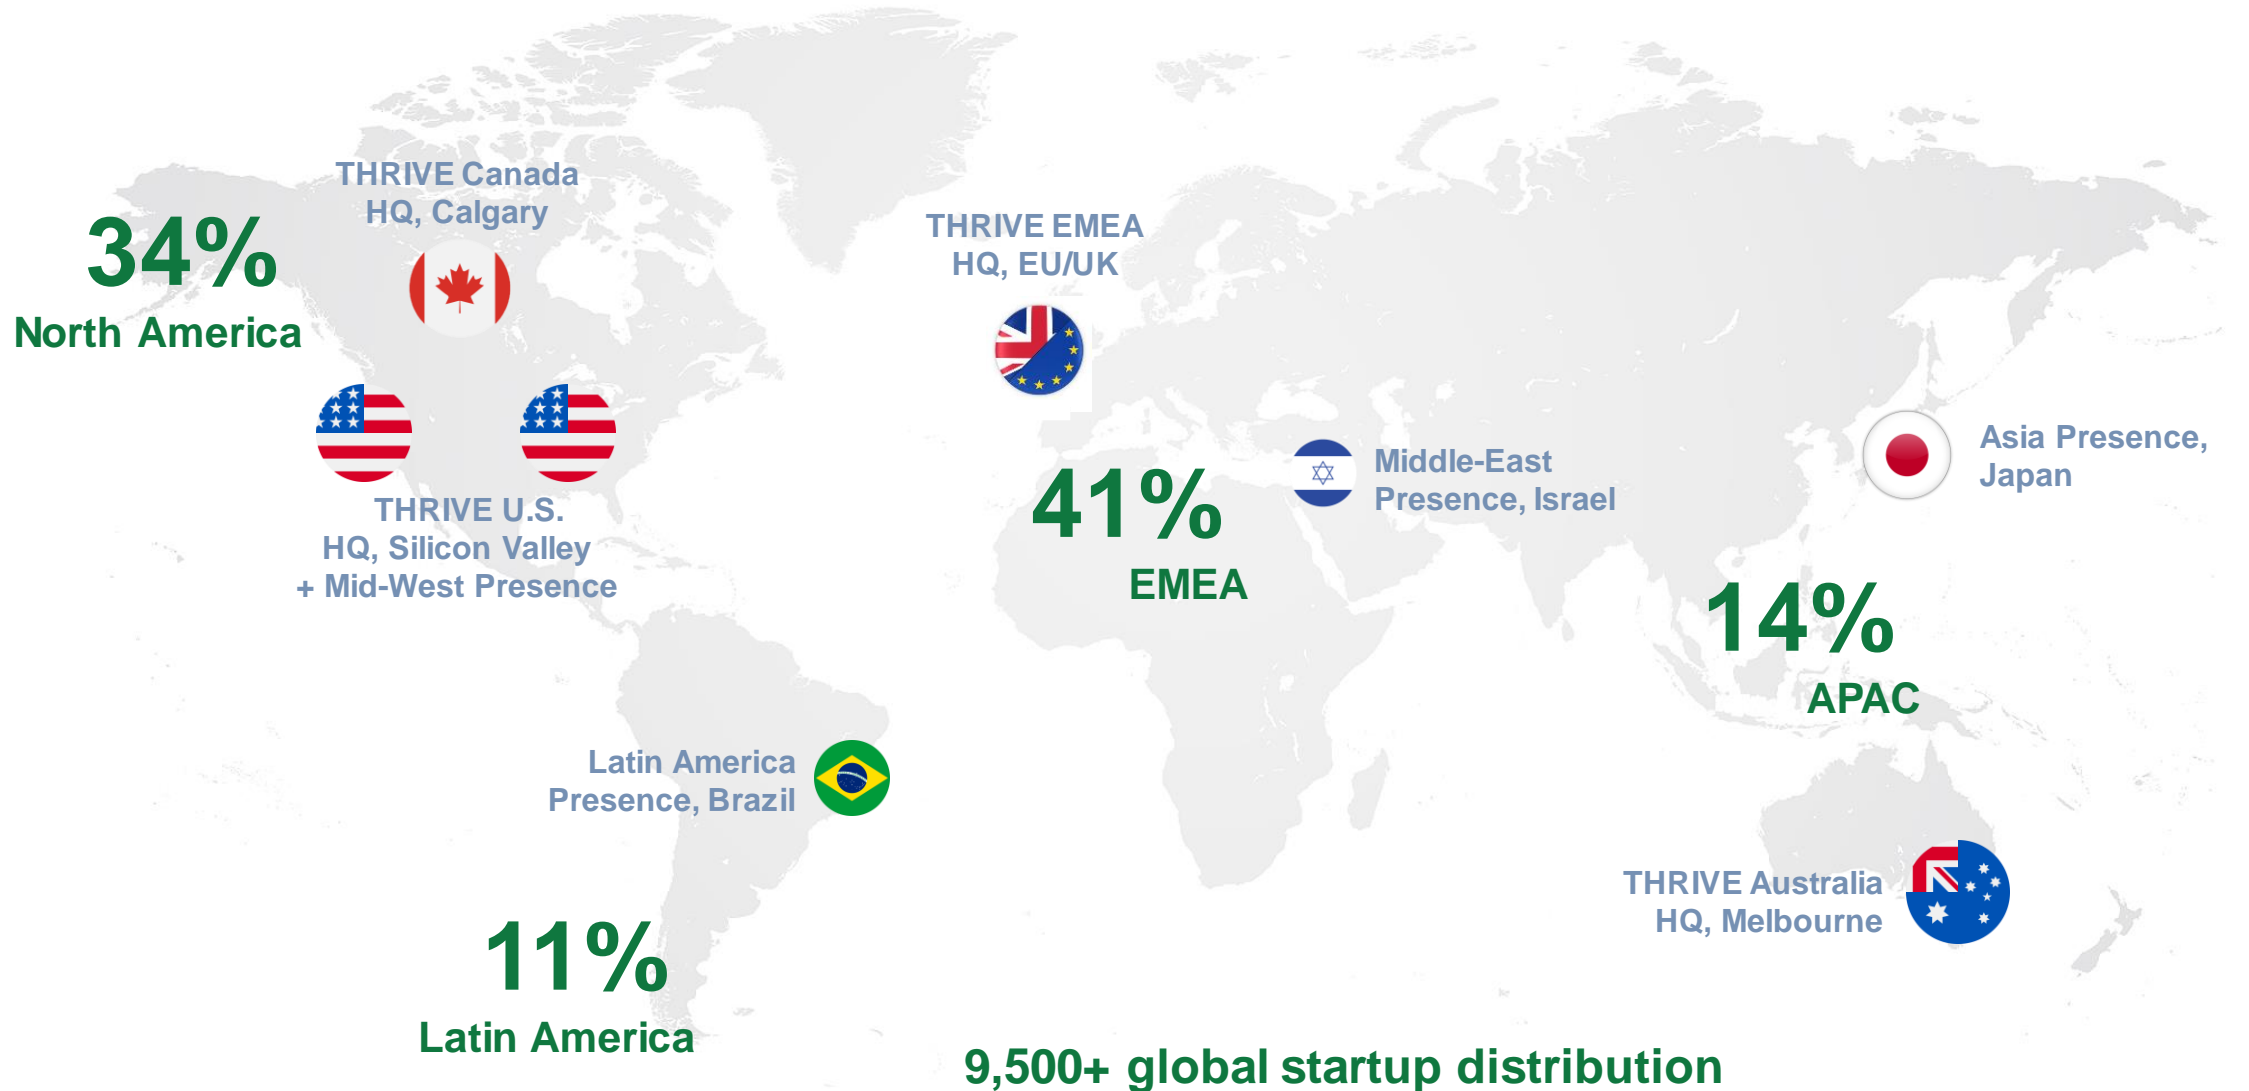 THRIVE Canada
HQ, Calgary
34%
North America
THRIVE U.S.
HQ, Silicon Valley
+ Mid-West Presence
THRIVE EMEA
HQ, EU/UK
41%
EMEA
Middle-East
Presence, Israel
Asia Presence,
Japan
14%
APAC
Latin America
Presence, Brazil
THRIVE Australia
HQ, Melbourne
11%
Latin America
9,500+ global startup distribution